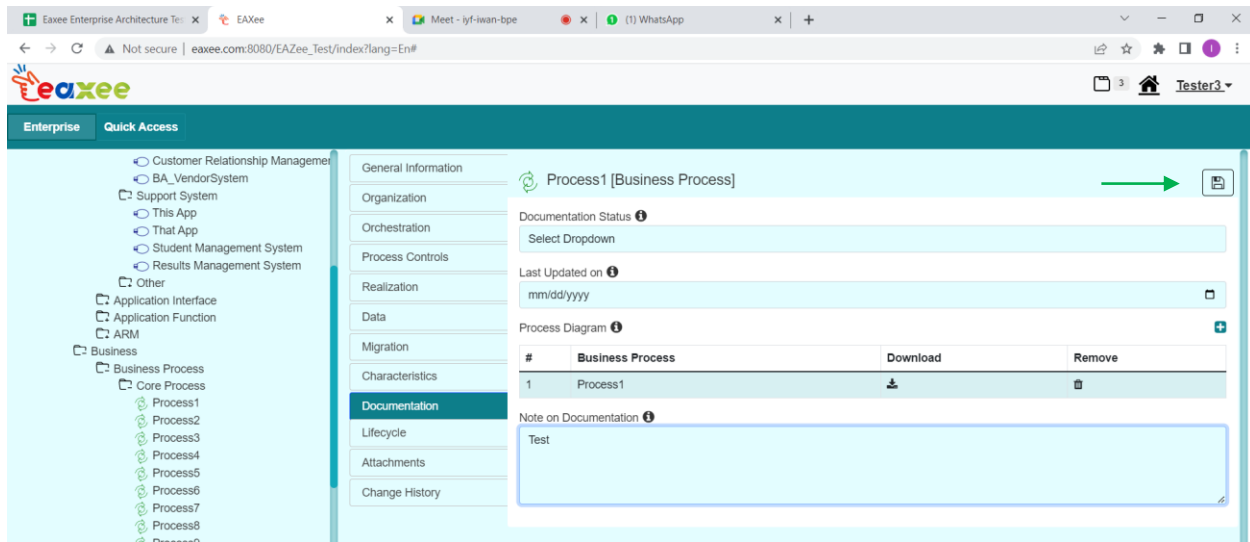 Eaxee Enterprise Architecture Tes
EAXee
Meet - iyf-iwan-bpe
(1) WhatsApp
Not secure | eaxee.com:8080/EAZee_Test/index?lang=En#
I
eaxee
3
Tester3
Enterprise
Quick Access
Customer Relationship Managemen
BA_VendorSystem
Support System
This App
That App
Student Management System
Results Management System
Other
Application Interface
Application Function
ARM
Business
Business Process
Core Process
Process1
Process2
Process3
Process4
Process5
Process6
Process7
Process8
Process9
General Information
Organization
Orchestration
Process Controls
Realization
Data
Migration
Characteristics
Documentation
Lifecycle
Attachments
Change History
Process1 [Business Process]
Documentation Status
Select Dropdown
Last Updated on
mm/dd/yyyy
Process Diagram
# Business Process Download Remove
1 Process1
Note on Documentation
Test